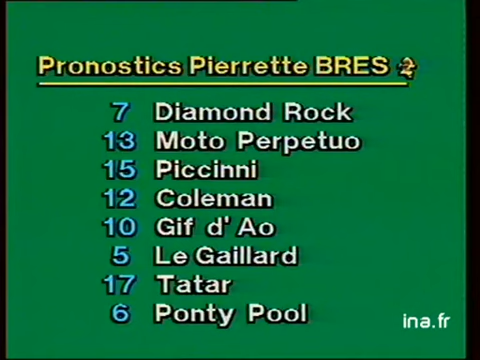 Pronostics Pierrette BRES
7 Diamond Rock
13 Moto Perpetuo
15 Piccinni
12 Coleman
10 Gif d'Ao
5 Le Gaillard
17 Tatar
6 Ponty Pool
ina.fr